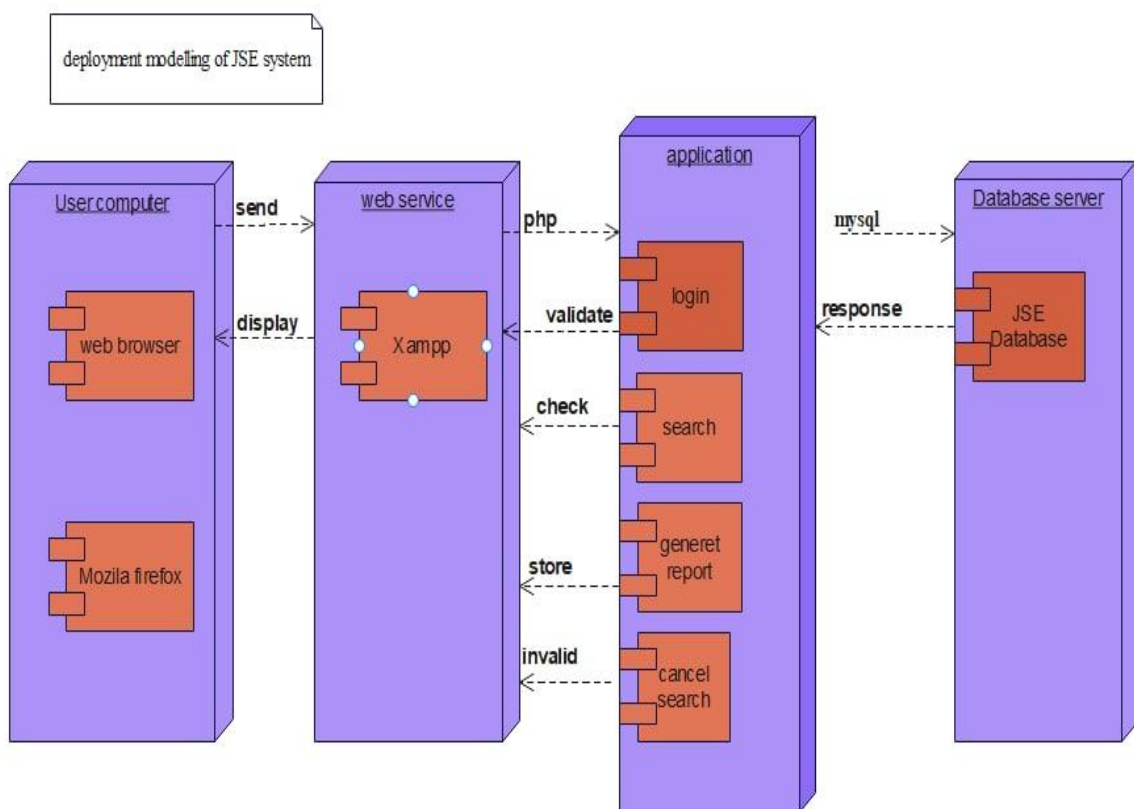 deployment modelling of JSE system
User computer
send
web browser
display
Mozila firefox
web service
Xampp
php
validate
check
store
invalid
application
login
search
generet
report
cancel
search
mysql
response
Database server
JSE
Database